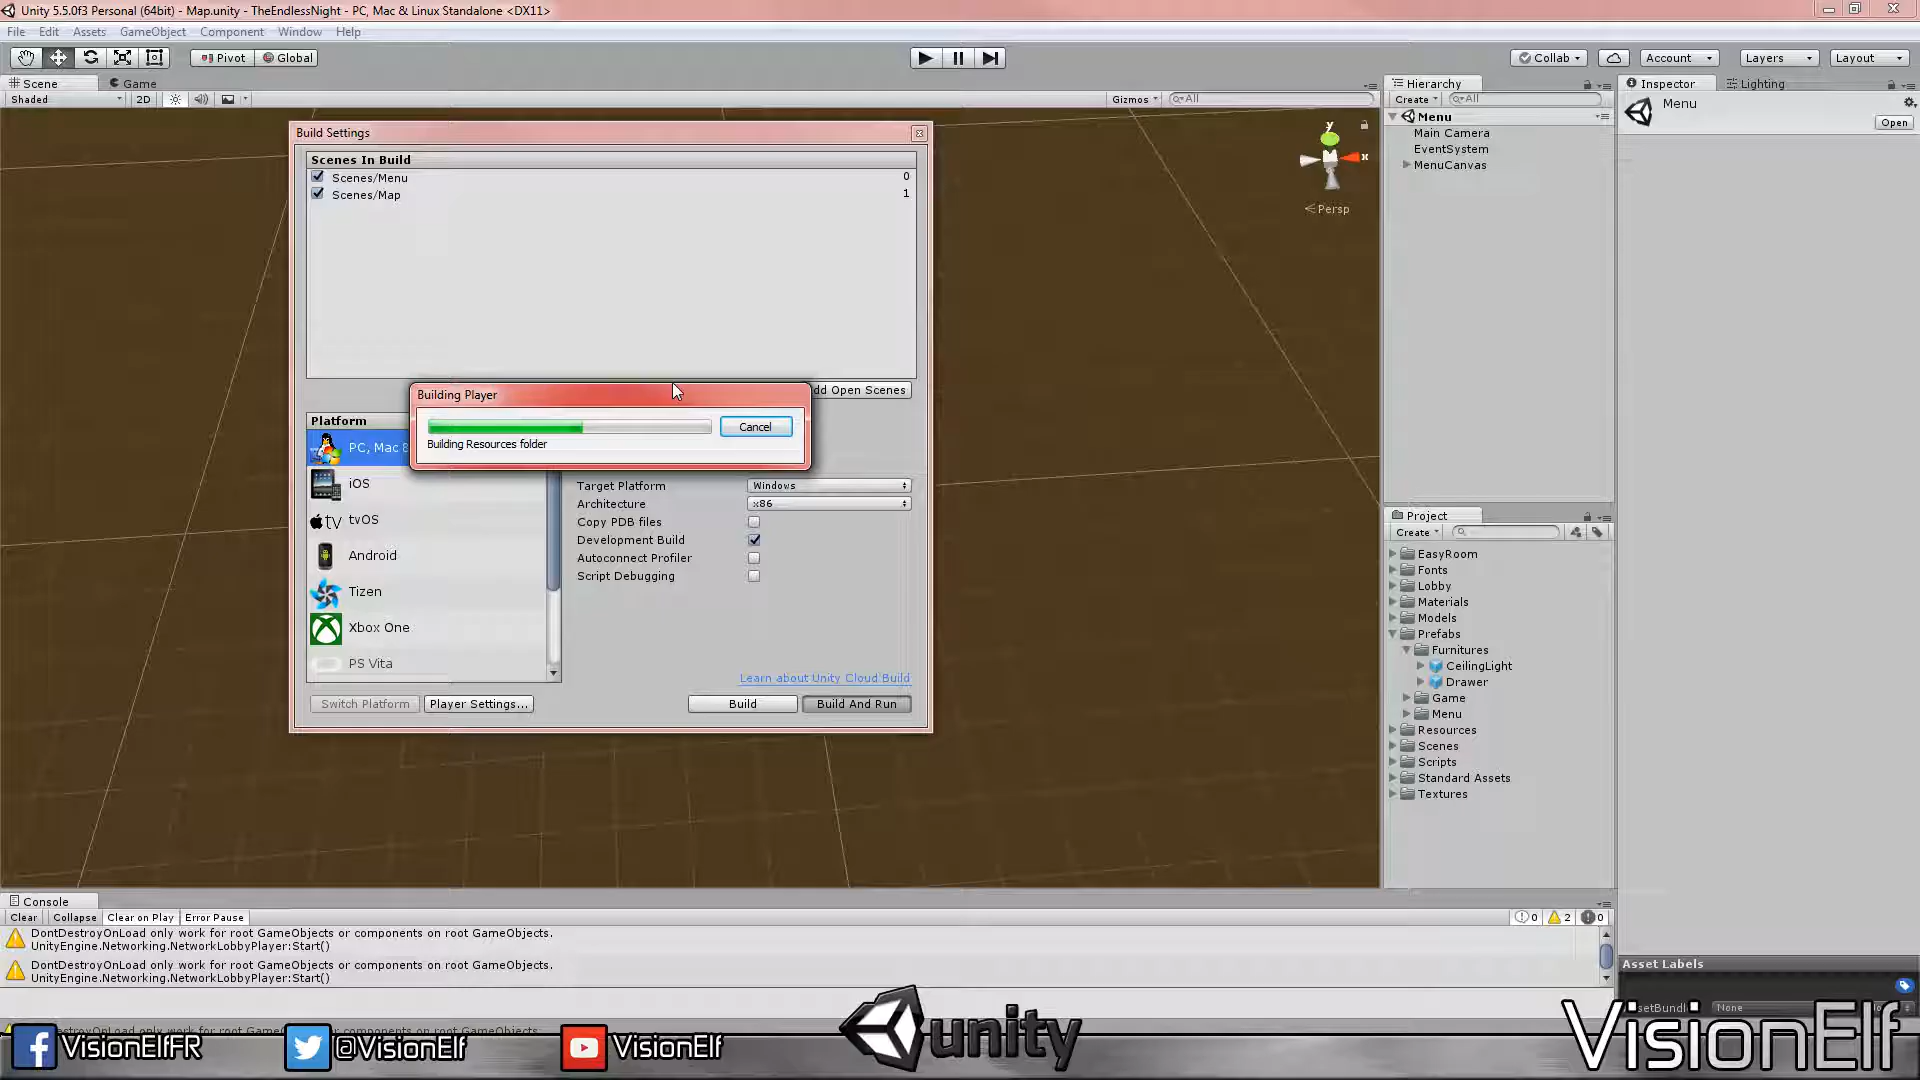 Unity 5.5.0f3 Personal (64bit) - Map.unity - TheEndlessNight - PC, Mac & Linux Standalone <DX11>
File Edit Assets GameObject Component Window Help
Pivot Global Collab Account Layers Layout
Scene Game
Shaded 2D Gizmos All
y
x
Persp
Hierarchy
Create All
Menu
Main Camera
EventSystem
MenuCanvas
Inspector Lighting
Menu
Open
Build Settings
Scenes In Build
Scenes/Menu 0
Scenes/Map 1
dd Open Scenes
Building Player
Cancel
Building Resources folder
Platform
PC, Mac &
iOS
tvOS
Android
Tizen
Xbox One
PS Vita
Target Platform Windows
Architecture x86
Copy PDB files
Development Build
Autoconnect Profiler
Script Debugging
Learn about Unity Cloud Build
Switch Platform Player Settings... Build Build And Run
Project
Create
EasyRoom
Fonts
Lobby
Materials
Models
Prefabs
Furnitures
CeilingLight
Drawer
Game
Menu
Resources
Scenes
Scripts
Standard Assets
Textures
Console
Clear Collapse Clear on Play Error Pause 0 2 0
DontDestroyOnLoad only work for root GameObjects or components on root GameObjects.
UnityEngine.Networking.NetworkLobbyPlayer:Start()
DontDestroyOnLoad only work for root GameObjects or components on root GameObjects.
UnityEngine.Networking.NetworkLobbyPlayer:Start()
Asset Labels
None
VisionElfFR @VisionElf VisionElf unity VisionElf